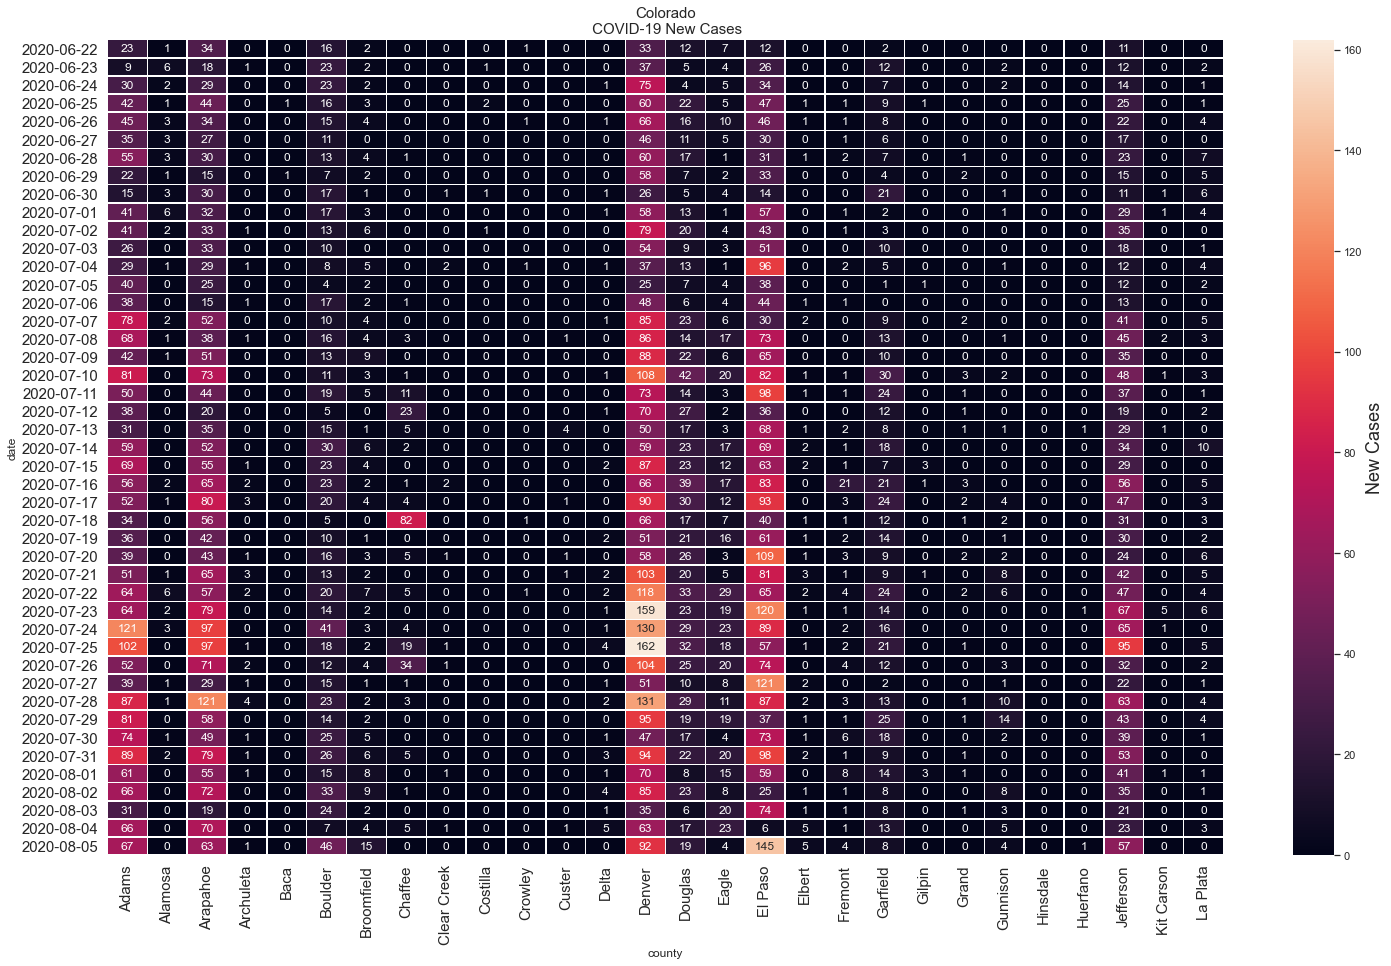 Colorado
COVID-19 New Cases
2020-06-22 23 1 34 0 0 16 2 0 0 0 1 0 0 33 12 7 12 0 0 2 0 0 0 0 0 11 0 0
2020-06-23 9 6 18 1 0 23 2 0 0 1 0 0 0 37 5 4 26 0 0 12 0 0 2 0 0 12 0 2
2020-06-24 30 2 29 0 0 23 2 0 0 0 0 0 1 75 4 5 34 0 0 7 0 0 2 0 0 14 0 1
2020-06-25 42 1 44 0 1 16 3 0 0 2 0 0 0 60 22 5 47 1 1 9 1 0 0 0 0 25 0 1
2020-06-26 45 3 34 0 0 15 4 0 0 0 1 0 1 66 16 10 46 1 1 8 0 0 0 0 0 22 0 4
2020-06-27 35 3 27 0 0 11 0 0 0 0 0 0 0 46 11 5 30 0 1 6 0 0 0 0 0 17 0 0
2020-06-28 55 3 30 0 0 13 4 1 0 0 0 0 0 60 17 1 31 1 2 7 0 1 0 0 0 23 0 7
2020-06-29 22 1 15 0 1 7 2 0 0 0 0 0 0 58 7 2 33 0 0 4 0 2 0 0 0 15 0 5
2020-06-30 15 3 30 0 0 17 1 0 1 1 0 0 1 26 5 4 14 0 0 21 0 0 1 0 0 11 1 6
2020-07-01 41 6 32 0 0 17 3 0 0 0 0 0 1 58 13 1 57 0 1 2 0 0 1 0 0 29 1 4
2020-07-02 41 2 33 1 0 13 6 0 0 1 0 0 0 79 20 4 43 0 1 3 0 0 0 0 0 35 0 0
2020-07-03 26 0 33 0 0 10 0 0 0 0 0 0 0 54 9 3 51 0 0 10 0 0 0 0 0 18 0 1
2020-07-04 29 1 29 1 0 8 5 0 2 0 1 0 1 37 13 1 96 0 2 5 0 0 1 0 0 12 0 4
2020-07-05 40 0 25 0 0 4 2 0 0 0 0 0 0 25 7 4 38 0 0 1 1 0 0 0 0 12 0 2
2020-07-06 38 0 15 1 0 17 2 1 0 0 0 0 0 48 6 4 44 1 1 0 0 0 0 0 0 13 0 0
2020-07-07 78 2 52 0 0 10 4 0 0 0 0 0 1 85 23 6 30 2 0 9 0 2 0 0 0 41 0 5
2020-07-08 68 1 38 1 0 16 4 3 0 0 0 1 0 86 14 17 73 0 0 13 0 0 1 0 0 45 2 3
2020-07-09 42 1 51 0 0 13 9 0 0 0 0 0 0 88 22 6 65 0 0 10 0 0 0 0 0 35 0 0
2020-07-10 81 0 73 0 0 11 3 1 0 0 0 0 1 108 42 20 82 1 1 30 0 3 2 0 0 48 1 3
2020-07-11 50 0 44 0 0 19 5 11 0 0 0 0 0 73 14 3 98 1 1 24 0 1 0 0 0 37 0 1
2020-07-12 38 0 20 0 0 5 0 23 0 0 0 0 1 70 27 2 36 0 0 12 0 1 0 0 0 19 0 2
2020-07-13 31 0 35 0 0 15 1 5 0 0 0 4 0 50 17 3 68 1 2 8 0 1 1 0 1 29 1 0
2020-07-14 59 0 52 0 0 30 6 2 0 0 0 0 0 59 23 17 69 2 1 18 0 0 0 0 0 34 0 10
2020-07-15 69 0 55 1 0 23 4 0 0 0 0 0 2 87 23 12 63 2 1 7 3 0 0 0 0 29 0 0
2020-07-16 56 2 65 2 0 23 2 1 2 0 0 0 0 66 39 17 83 0 21 21 1 3 0 0 0 56 0 5
2020-07-17 52 1 80 3 0 20 4 4 0 0 0 1 0 90 30 12 93 0 3 24 0 2 4 0 0 47 0 3
2020-07-18 34 0 56 0 0 5 0 82 0 0 1 0 0 66 17 7 40 1 1 12 0 1 2 0 0 31 0 3
2020-07-19 36 0 42 0 0 10 1 0 0 0 0 0 2 51 21 16 61 1 2 14 0 0 1 0 0 30 0 2
2020-07-20 39 0 43 1 0 16 3 5 1 0 0 1 0 58 26 3 109 1 3 9 0 2 2 0 0 24 0 6
2020-07-21 51 1 65 3 0 13 2 0 0 0 0 1 2 103 20 5 81 3 1 9 1 0 8 0 0 42 0 5
2020-07-22 64 6 57 2 0 20 7 5 0 0 1 0 2 118 33 29 65 2 4 24 0 2 6 0 0 47 0 4
2020-07-23 64 2 79 0 0 14 2 0 0 0 0 0 1 159 23 19 120 1 1 14 0 0 0 0 1 67 5 6
2020-07-24 121 3 97 0 0 41 3 4 0 0 0 0 1 130 29 23 89 0 2 16 0 0 0 0 0 65 1 0
2020-07-25 102 0 97 1 0 18 2 19 1 0 0 0 4 162 32 18 57 1 2 21 0 1 0 0 0 95 0 5
2020-07-26 52 0 71 2 0 12 4 34 0 0 0 0 0 104 25 20 74 0 4 12 0 0 3 0 0 32 0 2
2020-07-27 39 1 29 1 0 15 1 1 0 0 0 0 1 51 10 8 121 2 0 2 0 0 1 0 0 22 0 1
2020-07-28 87 1 121 4 0 23 2 3 0 0 0 0 2 131 29 11 87 2 3 13 0 1 10 0 0 63 0 4
2020-07-29 81 0 58 0 0 14 2 0 0 0 0 0 0 95 19 19 37 1 1 25 0 1 14 0 0 43 0 4
2020-07-30 74 1 49 1 0 25 5 0 0 0 0 0 1 47 17 4 73 1 6 18 0 0 2 0 0 39 0 1
2020-07-31 89 2 79 1 0 26 6 5 0 0 0 0 3 94 22 20 98 2 1 9 0 1 0 0 0 53 0 0
2020-08-01 61 0 55 1 0 15 8 0 1 0 0 0 1 70 8 15 59 0 8 14 3 1 0 0 0 41 1 1
2020-08-02 66 0 72 0 0 33 9 1 0 0 0 0 4 85 23 8 25 1 1 8 0 0 8 0 0 35 0 1
2020-08-03 31 0 19 0 0 24 2 0 0 0 0 0 1 35 6 20 74 1 1 8 0 1 3 0 0 21 0 0
2020-08-04 66 0 70 0 0 7 4 5 1 0 0 1 5 63 17 23 6 5 1 13 0 0 5 0 0 23 0 3
2020-08-05 67 0 63 1 0 46 15 0 0 0 0 0 0 92 19 4 145 5 4 8 0 0 4 0 1 57 0 0
date
Adams Alamosa Arapahoe Archuleta Baca Boulder Broomfield Chaffee Clear Creek Costilla Crowley Custer Delta Denver Douglas Eagle El Paso Elbert Fremont Garfield Gilpin Grand Gunnison Hinsdale Huerfano Jefferson Kit Carson La Plata
county
160
140
120
100
80
60
40
20
0
New Cases